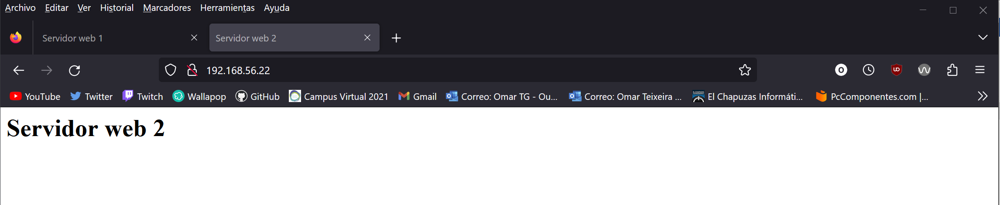 Archivo Editar Ver Historial Marcadores Herramientas Ayuda
Servidor web 1 Servidor web 2
192.168.56.22
YouTube Twitter Twitch Wallapop GitHub Campus Virtual 2021 Gmail Correo: Omar TG - Ou... Correo: Omar Teixeira ... El Chapuzas Informáti... PcComponentes.com |...
Servidor web 2